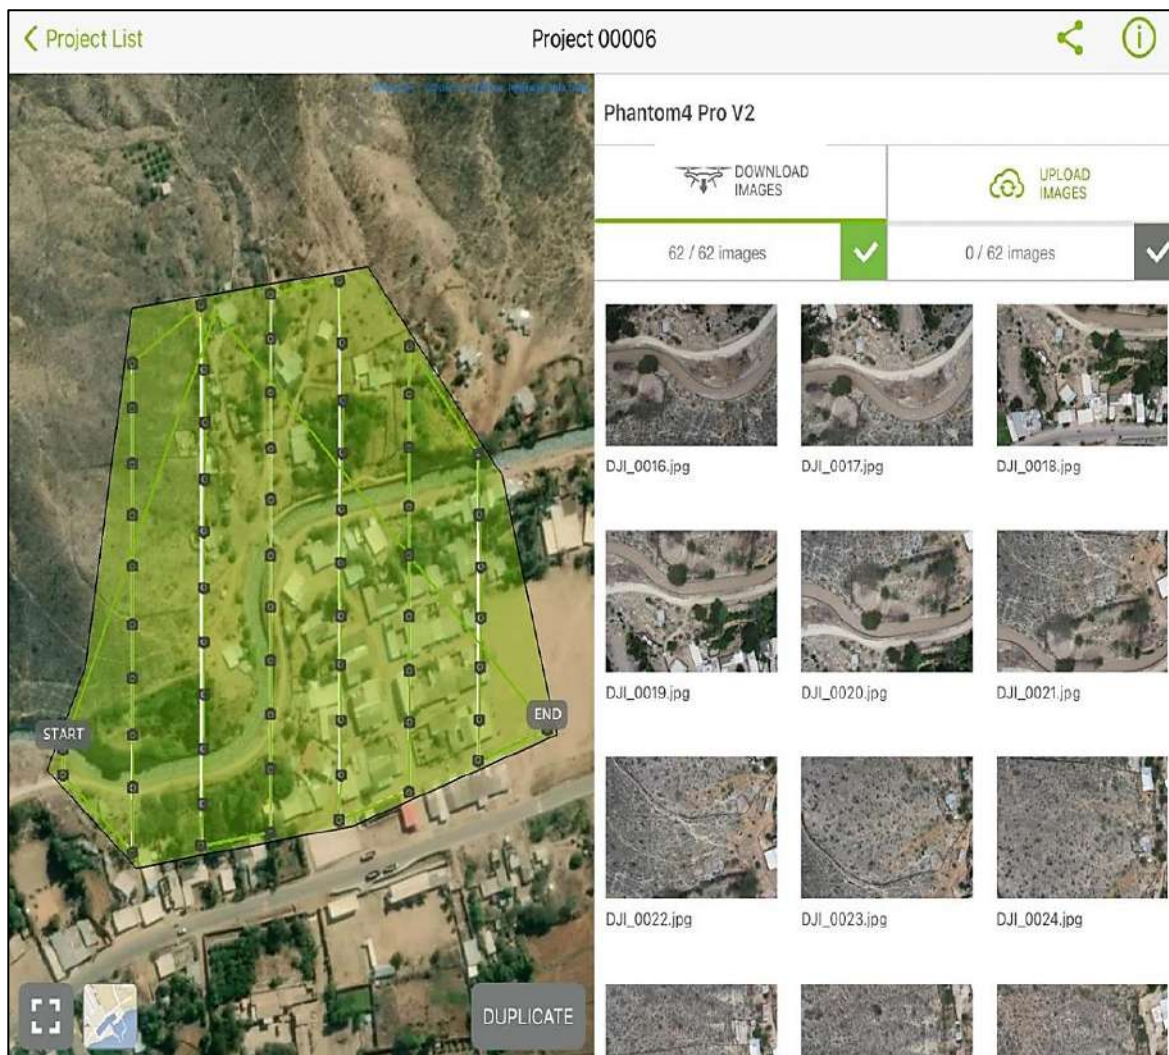 Project List
Project 00006
Phantom4 Pro V2
DOWNLOAD
IMAGES
UPLOAD
IMAGES
62 / 62 images
0 / 62 images
DJI_0016.jpg
DJI_0017.jpg
DJI_0018.jpg
DJI_0019.jpg
DJI_0020.jpg
DJI_0021.jpg
DJI_0022.jpg
DJI_0023.jpg
DJI_0024.jpg
START
END
DUPLICATE